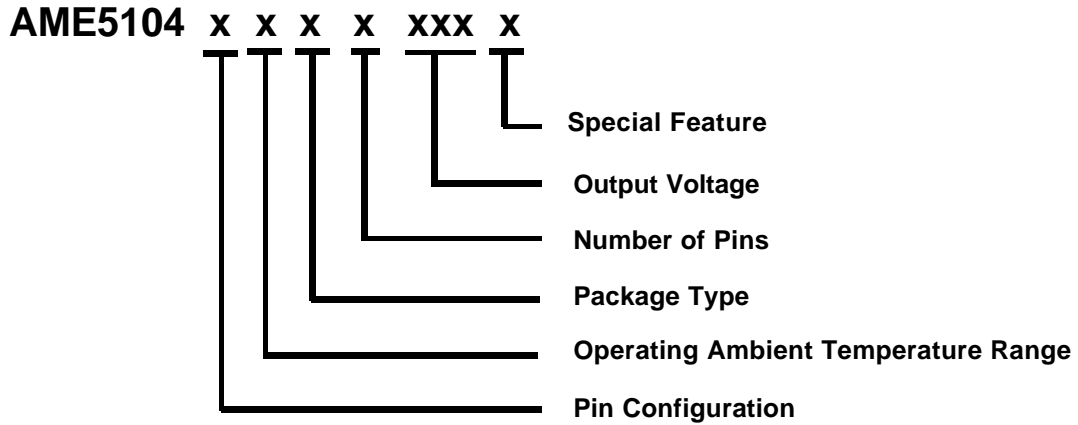 AME5104 x x x x xxx x
Special Feature
Output Voltage
Number of Pins
Package Type
Operating Ambient Temperature Range
Pin Configuration